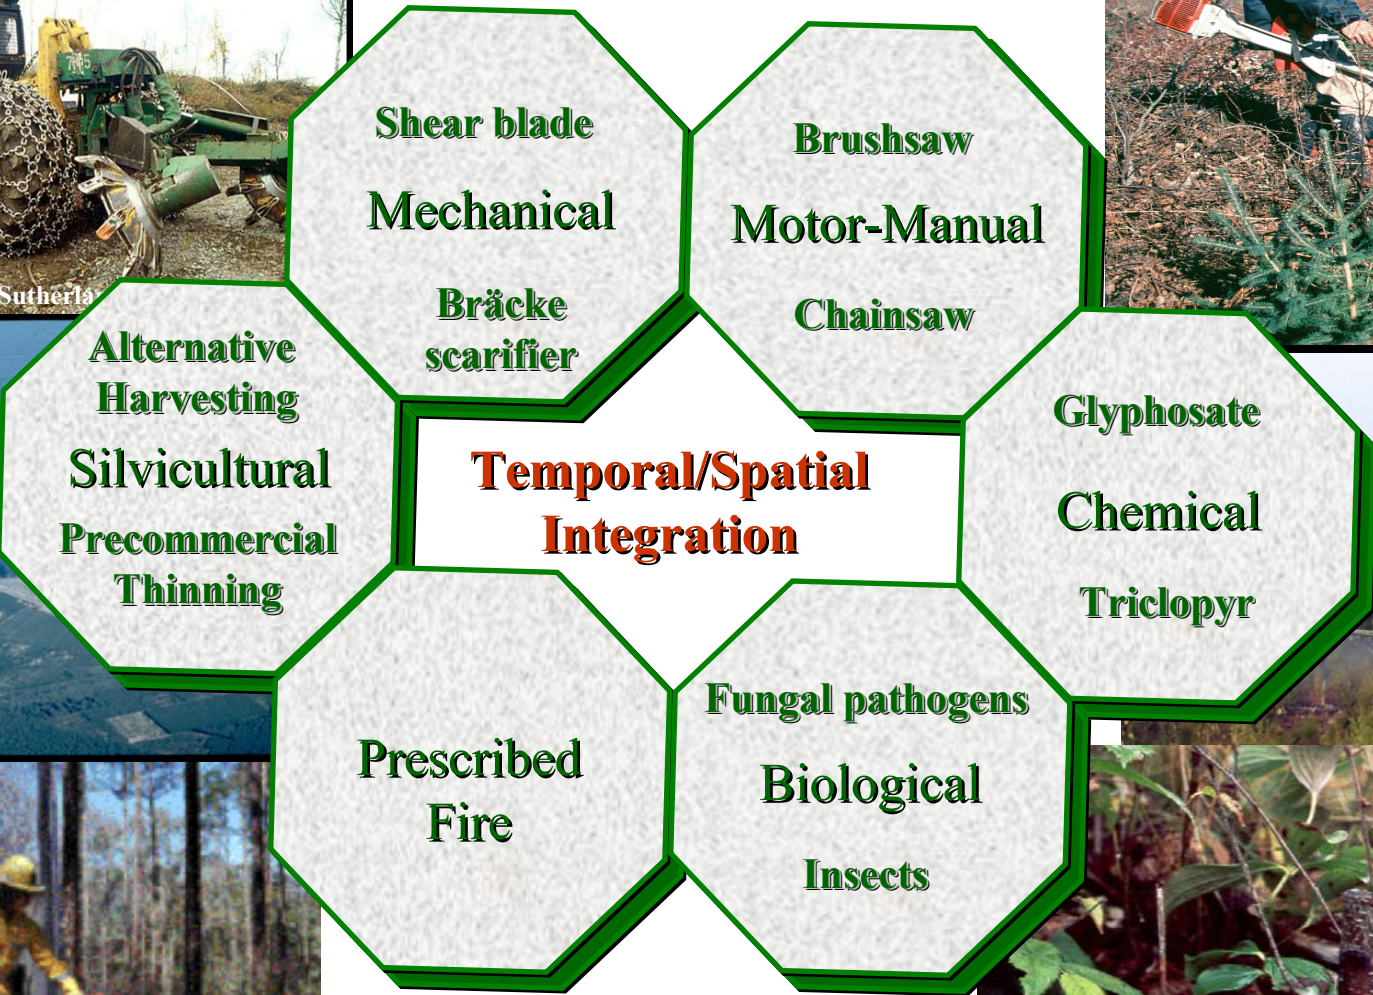 Shear blade
Mechanical
Bräcke
scarifier
Brushsaw
Motor-Manual
Chainsaw
Alternative
Harvesting
Silvicultural
Precommercial
Thinning
Temporal/Spatial
Integration
Glyphosate
Chemical
Triclopyr
Prescribed
Fire
Fungal pathogens
Biological
Insects